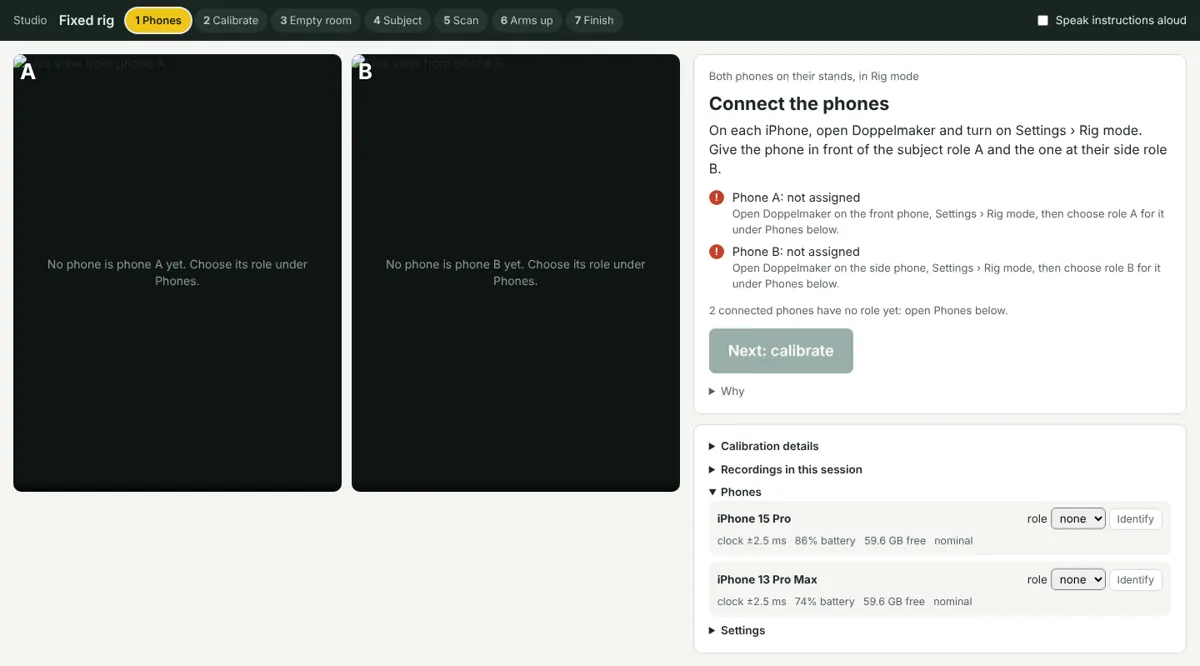 Studio Fixed rig 1 Phones 2 Calibrate 3 Empty room 4 Subject 5 Scan 6 Arms up 7 Finish Speak instructions aloud
A
view from phone A
B
view from phone
No phone is phone A yet. Choose its role under
Phones.
No phone is phone B yet. Choose its role under
Phones.
Both phones on their stands, in Rig mode
Connect the phones
On each iPhone, open Doppelmaker and turn on Settings › Rig mode.
Give the phone in front of the subject role A and the one at their side role
B.
! Phone A: not assigned
Open Doppelmaker on the front phone, Settings › Rig mode, then choose role A for it
under Phones below.
! Phone B: not assigned
Open Doppelmaker on the side phone, Settings › Rig mode, then choose role B for it
under Phones below.
2 connected phones have no role yet: open Phones below.
Next: calibrate
Why
Calibration details
Recordings in this session
Phones
iPhone 15 Pro role none Identify
clock ±2.5 ms 86% battery 59.6 GB free nominal
iPhone 13 Pro Max role none Identify
clock ±2.5 ms 74% battery 59.6 GB free nominal
Settings